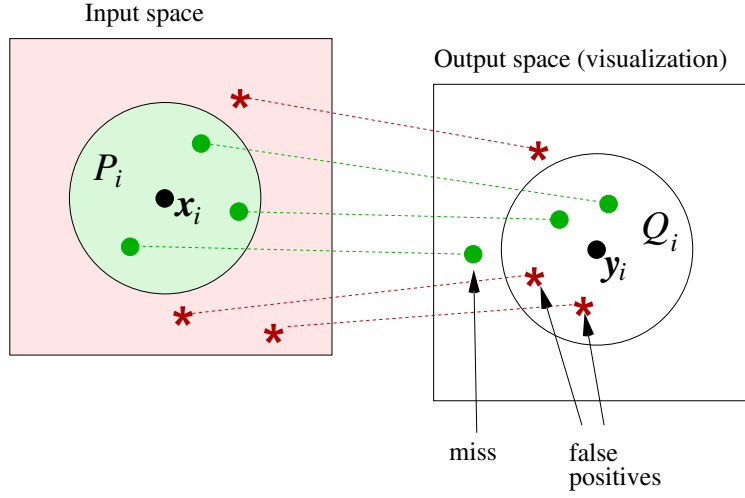 Input space
Output space (visualization)
P_i
x_i
Q_i
y_i
miss
false
positives